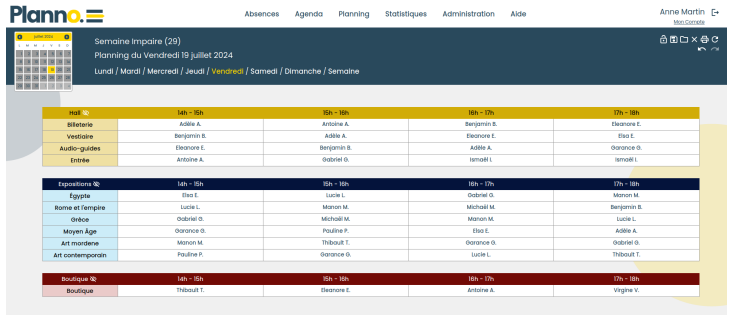 Planno.
Absences Agenda Planning Statistiques Administration Aide
Anne Martin
Mon Compte
juillet 2024
L M M J V S D
Semaine Impaire (29)
Planning du Vendredi 19 juillet 2024
Lundi / Mardi / Mercredi / Jeudi / Vendredi / Samedi / Dimanche / Semaine
Hall 14h - 15h 15h - 16h 16h - 17h 17h - 18h
Billeterie Adèle A. Antoine A. Benjamin B. Eleanore E.
Vestiaire Benjamin B. Adèle A. Eleanore E. Elsa E.
Audio-guides Eleanore E. Benjamin B. Adèle A. Garance G.
Entrée Antoine A. Gabriel G. Ismaël I. Ismaël I.
Expositions 14h - 15h 15h - 16h 16h - 17h 17h - 18h
Égypte Elsa E. Lucie L. Gabriel G. Manon M.
Rome et l'empire Lucie L. Manon M. Michaël M. Benjamin B.
Grèce Gabriel G. Michaël M. Manon M. Lucie L.
Moyen Âge Garance G. Pauline P. Elsa E. Adèle A.
Art mordene Manon M. Thibault T. Garance G. Gabriel G.
Art contemporain Pauline P. Garance G. Lucie L. Thibault T.
Boutique 14h - 15h 15h - 16h 16h - 17h 17h - 18h
Boutique Thibault T. Eleanore E. Antoine A. Virgine V.